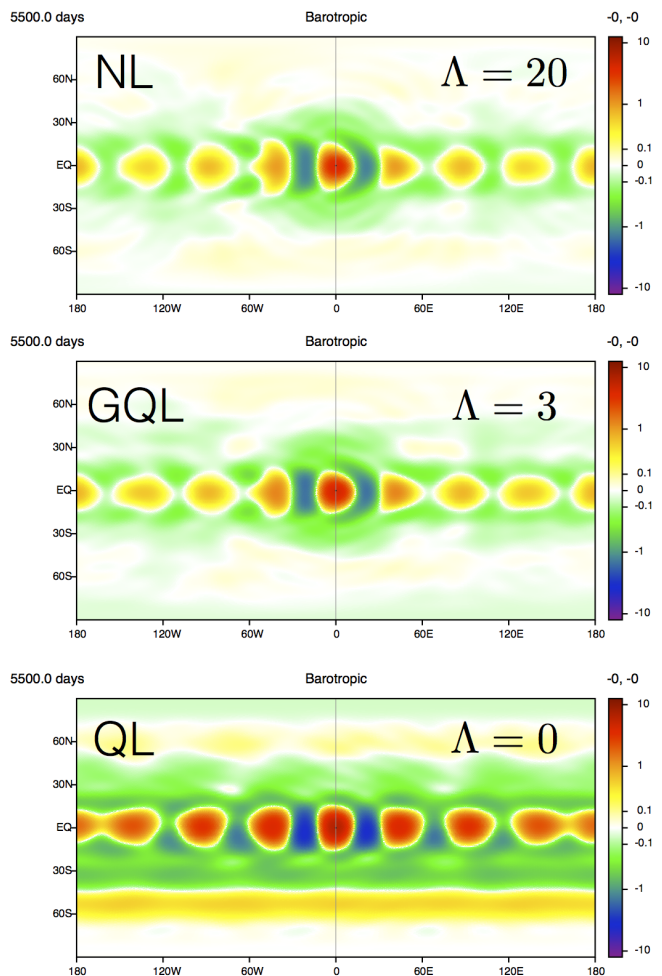 5500.0 days Barotropic -0, -0
NL Λ = 20
10
60N
30N 1
EQ 0.1
0
-0.1
30S
-1
60S
-10
180 120W 60W 0 60E 120E 180
5500.0 days Barotropic -0, -0
GQL Λ = 3
10
60N
30N 1
EQ 0.1
0
-0.1
30S
-1
60S
-10
180 120W 60W 0 60E 120E 180
5500.0 days Barotropic -0, -0
QL Λ = 0
10
60N
30N 1
EQ 0.1
0
-0.1
30S
-1
60S
-10
180 120W 60W 0 60E 120E 180